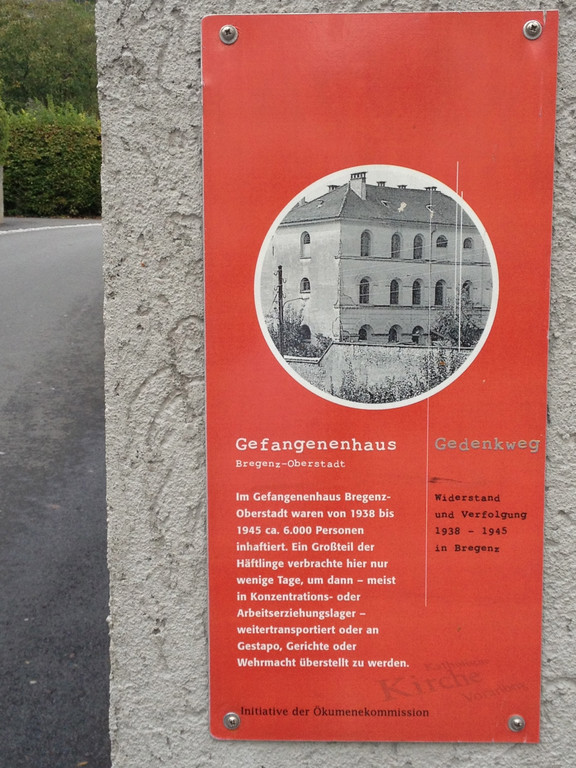 Gefangenenhaus
Bregenz-Oberstadt
Im Gefangenenhaus Bregenz-
Oberstadt waren von 1938 bis
1945 ca. 6.000 Personen
inhaftiert. Ein Großteil der
Häftlinge verbrachte hier nur
wenige Tage, um dann – meist
in Konzentrations- oder
Arbeitserziehungslager –
weitertransportiert oder an
Gestapo, Gerichte oder
Wehrmacht überstellt zu werden.
Gedenkweg
Widerstand
und Verfolgung
1938 – 1945
in Bregenz
Katholische
Kirche
Vorarlberg
Initiative der Ökumenekommission